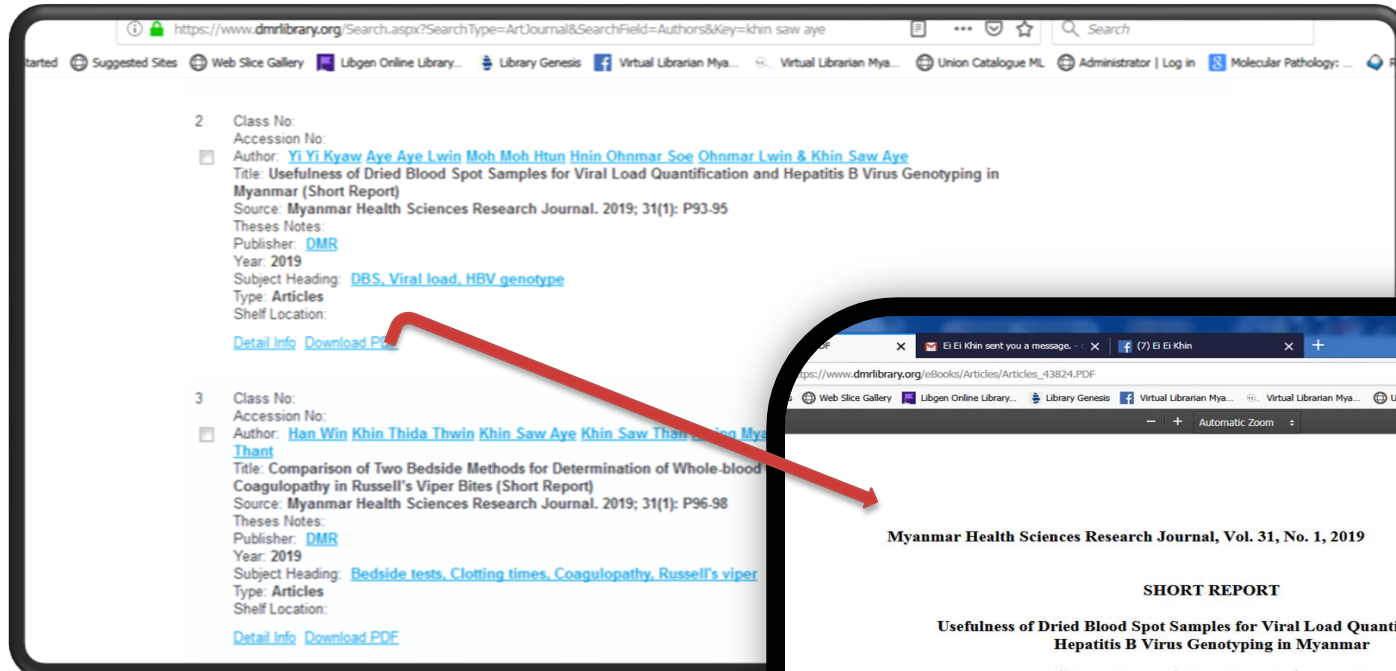 https://www.dmrlibrary.org/Search.aspx?SearchType=ArtJournal&SearchField=Authors&Key=khin saw aye
Search
tarted Suggested Sites Web Slice Gallery Libgen Online Library... Library Genesis Virtual Librarian Mya... Virtual Librarian Mya... Union Catalogue ML Administrator | Log in Molecular Pathology: ... R
2 Class No:
Accession No:
Author: Yi Yi Kyaw Aye Aye Lwin Moh Moh Htun Hnin Ohnmar Soe Ohnmar Lwin & Khin Saw Aye
Title: Usefulness of Dried Blood Spot Samples for Viral Load Quantification and Hepatitis B Virus Genotyping in
Myanmar (Short Report)
Source: Myanmar Health Sciences Research Journal. 2019; 31(1): P93-95
Theses Notes:
Publisher: DMR
Year: 2019
Subject Heading: DBS, Viral load, HBV genotype
Type: Articles
Shelf Location:
Detail Info Download PDF
3 Class No:
Accession No:
Author: Han Win Khin Thida Thwin Khin Saw Aye Khin Saw Than Mya
Thant
Title: Comparison of Two Bedside Methods for Determination of Whole-blood
Coagulopathy in Russell's Viper Bites (Short Report)
Source: Myanmar Health Sciences Research Journal. 2019; 31(1): P96-98
Theses Notes:
Publisher: DMR
Year: 2019
Subject Heading: Bedside tests, Clotting times, Coagulopathy, Russell's viper
Type: Articles
Shelf Location:
Detail Info Download PDF
DF Ei Ei Khin sent you a message. - (7) Ei Ei Khin
tps://www.dmrlibrary.org/eBooks/Articles/Articles_43824.PDF
s Web Slice Gallery Libgen Online Library... Library Genesis Virtual Librarian Mya... Virtual Librarian Mya... U
Automatic Zoom
Myanmar Health Sciences Research Journal, Vol. 31, No. 1, 2019
SHORT REPORT
Usefulness of Dried Blood Spot Samples for Viral Load Quanti
Hepatitis B Virus Genotyping in Myanmar